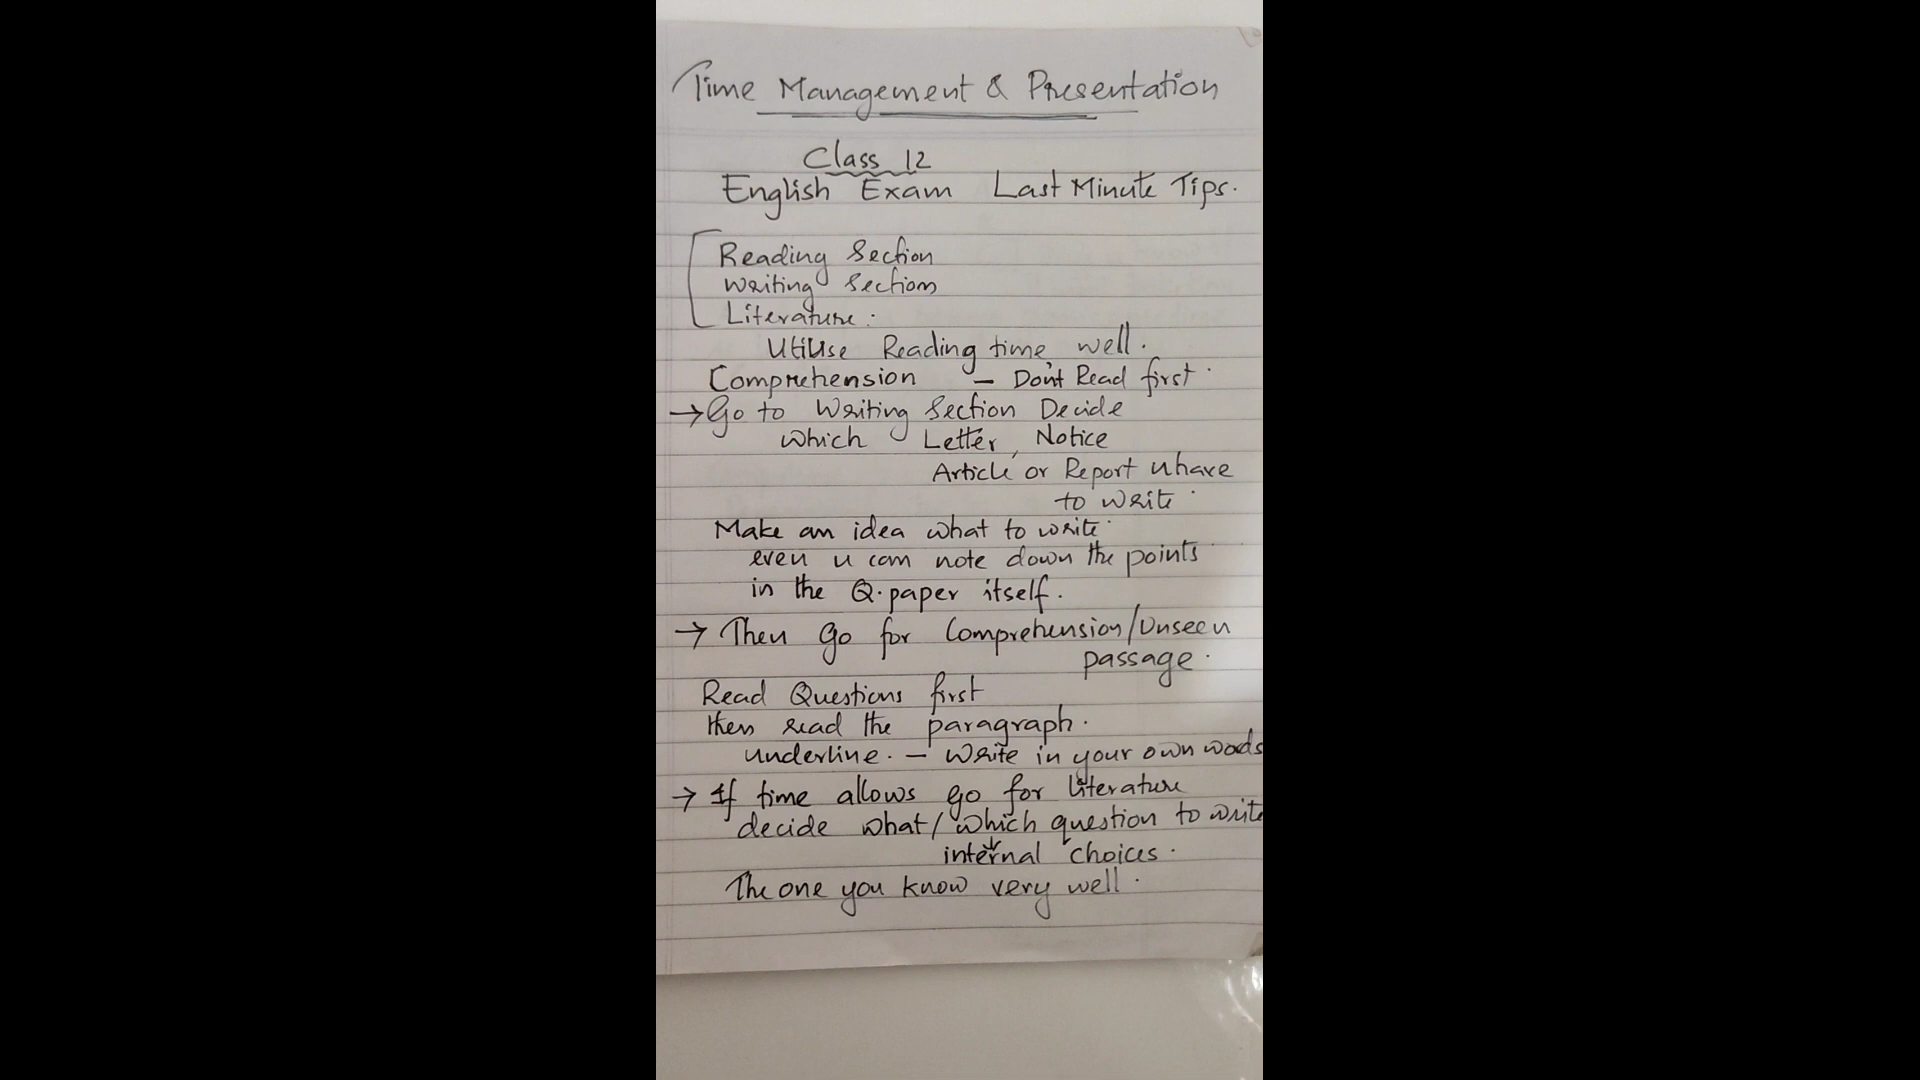 Time Management & Presentation
Class 12
English Exam Last Minute Tips.
Reading Section
Writing Section
Literature.
Utilise Reading time well.
Comprehension - Don't Read first.
→ Go to Writing Section Decide
which Letter, Notice
Article or Report u have
to write.
Make an idea what to write.
even u can note down the points
in the Q.paper itself.
→ Then Go for Comprehension/Unseen
passage.
Read Questions first
then read the paragraph.
underline. - Write in your own wods
→ If time allows go for literature
decide what/which question to write
internal choices.
The one you know very well.